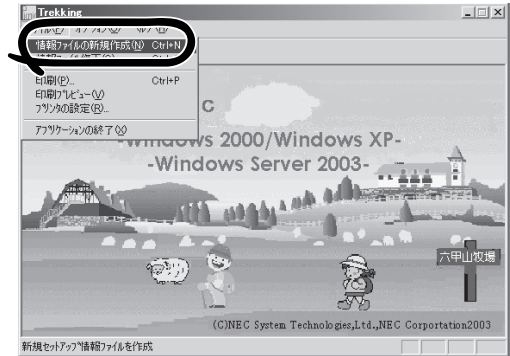 Trekking
情報ファイルの新規作成(N) Ctrl+N
印刷(P)... Ctrl+P
印刷プレビュー(V)
プリンタの設定(R)...
アプリケーションの終了(X)
C
-Windows 2000/Windows XP-
-Windows Server 2003-
六甲山牧場
(C)NEC System Technologies,Ltd.,NEC Corportation2003
新規セットアップ情報ファイルを作成